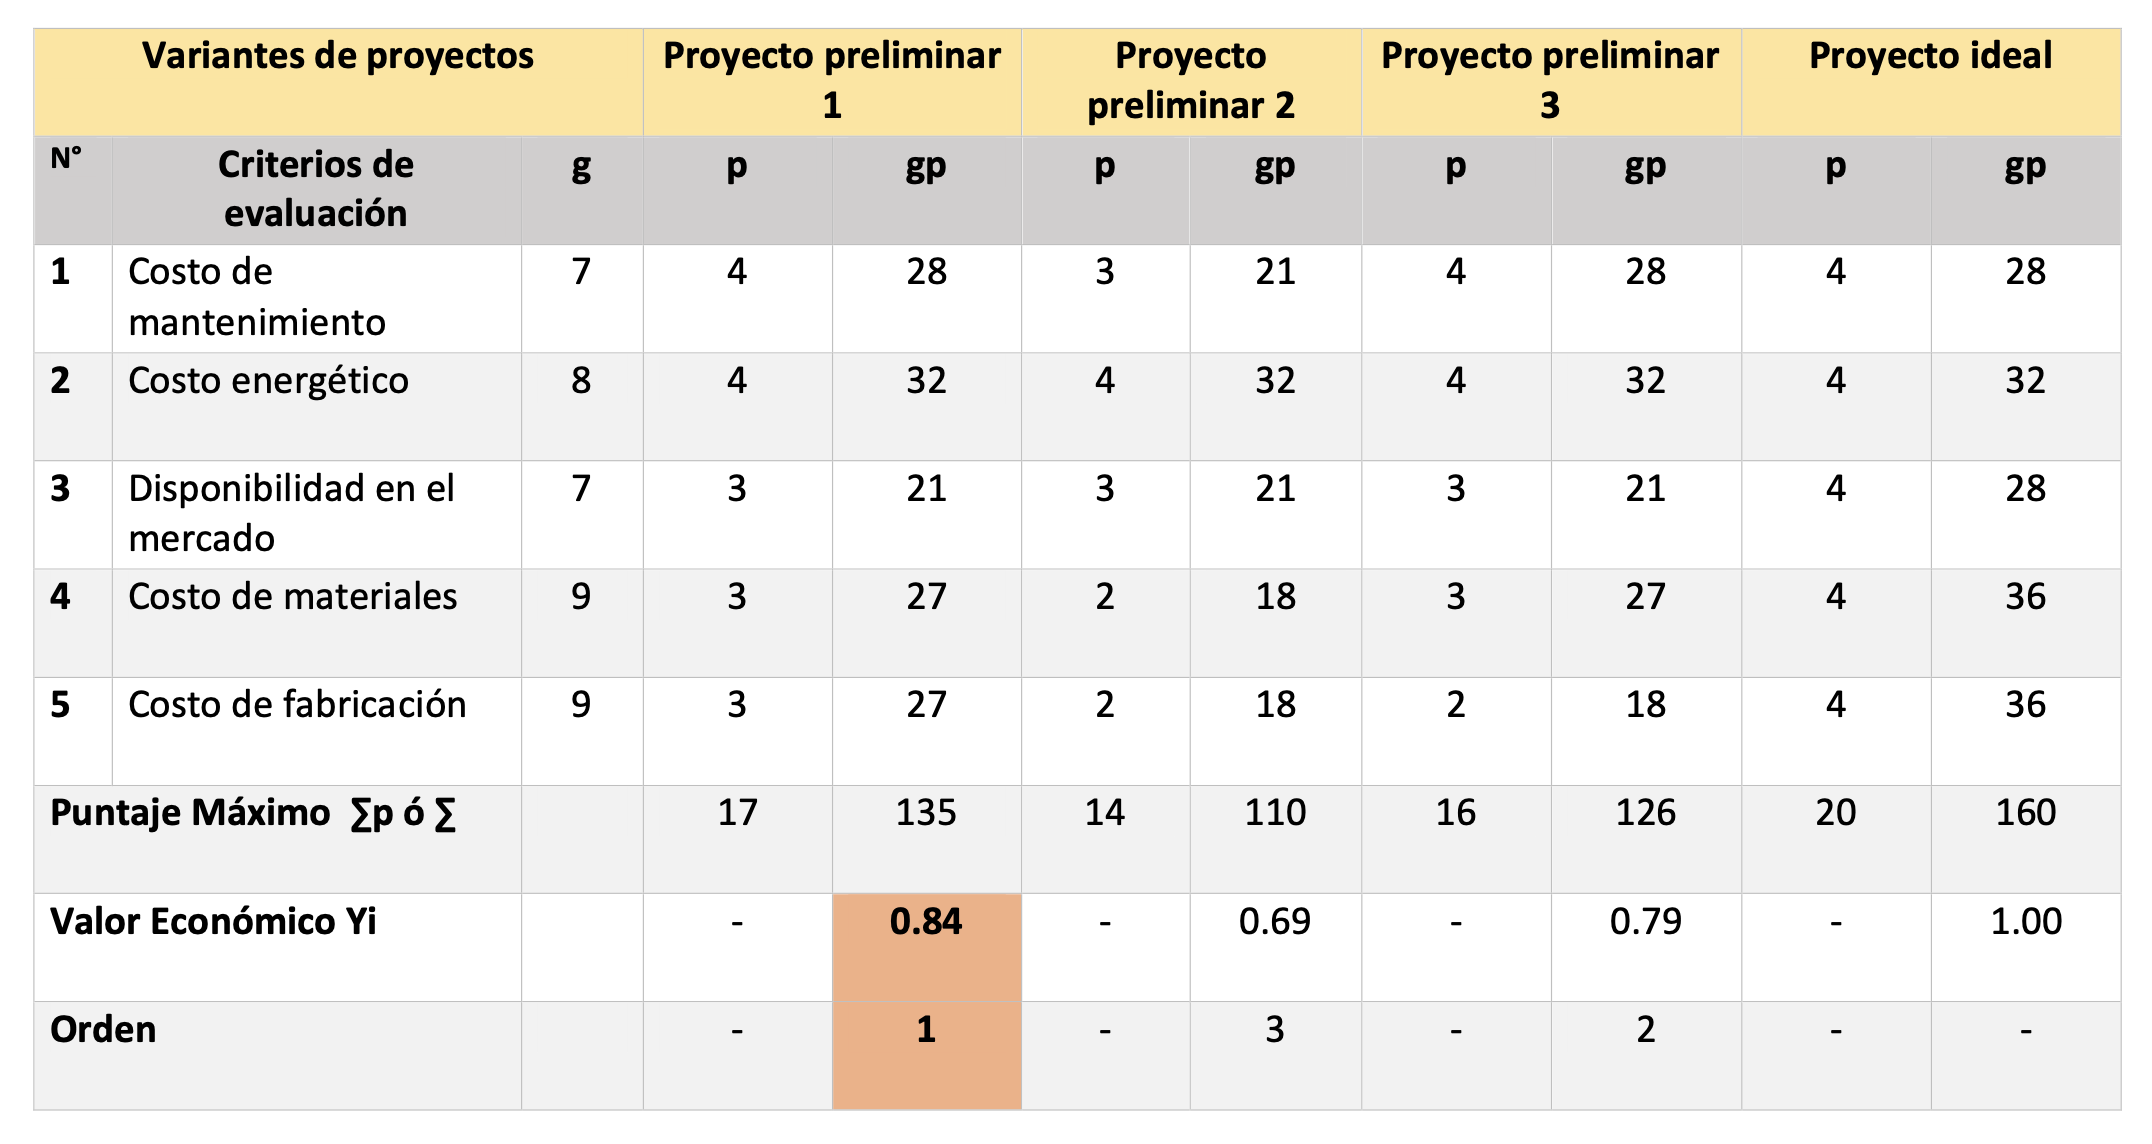 Variantes de proyectos Proyecto preliminar 1 Proyecto preliminar 2 Proyecto preliminar 3 Proyecto ideal
N° Criterios de evaluación g p gp p gp p gp p gp
1 Costo de mantenimiento 7 4 28 3 21 4 28 4 28
2 Costo energético 8 4 32 4 32 4 32 4 32
3 Disponibilidad en el mercado 7 3 21 3 21 3 21 4 28
4 Costo de materiales 9 3 27 2 18 3 27 4 36
5 Costo de fabricación 9 3 27 2 18 2 18 4 36
Puntaje Máximo ∑p ó ∑ 17 135 14 110 16 126 20 160
Valor Económico Yi - 0.84 - 0.69 - 0.79 - 1.00
Orden - 1 - 3 - 2 - -